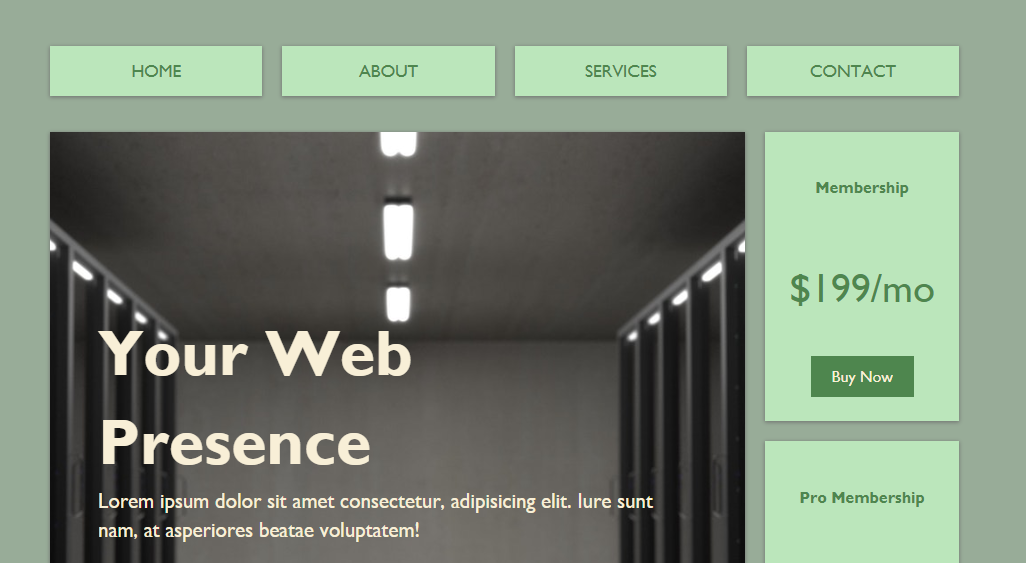 HOME
ABOUT
SERVICES
CONTACT
Your Web
Presence
Lorem ipsum dolor sit amet consectetur, adipisicing elit. Iure sunt
nam, at asperiores beatae voluptatem!
Membership
$199/mo
Buy Now
Pro Membership